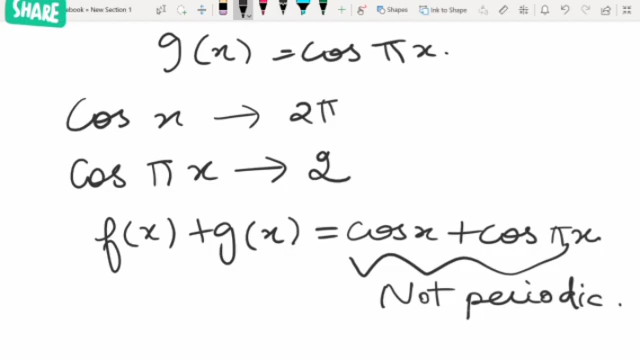 SHARE
ebook » New Section 1
Shapes Ink to Shape
g(x) = cos πx.
cos x → 2π
cos πx → 2
f(x) + g(x) = cosx + cos πx.
Not periodic.